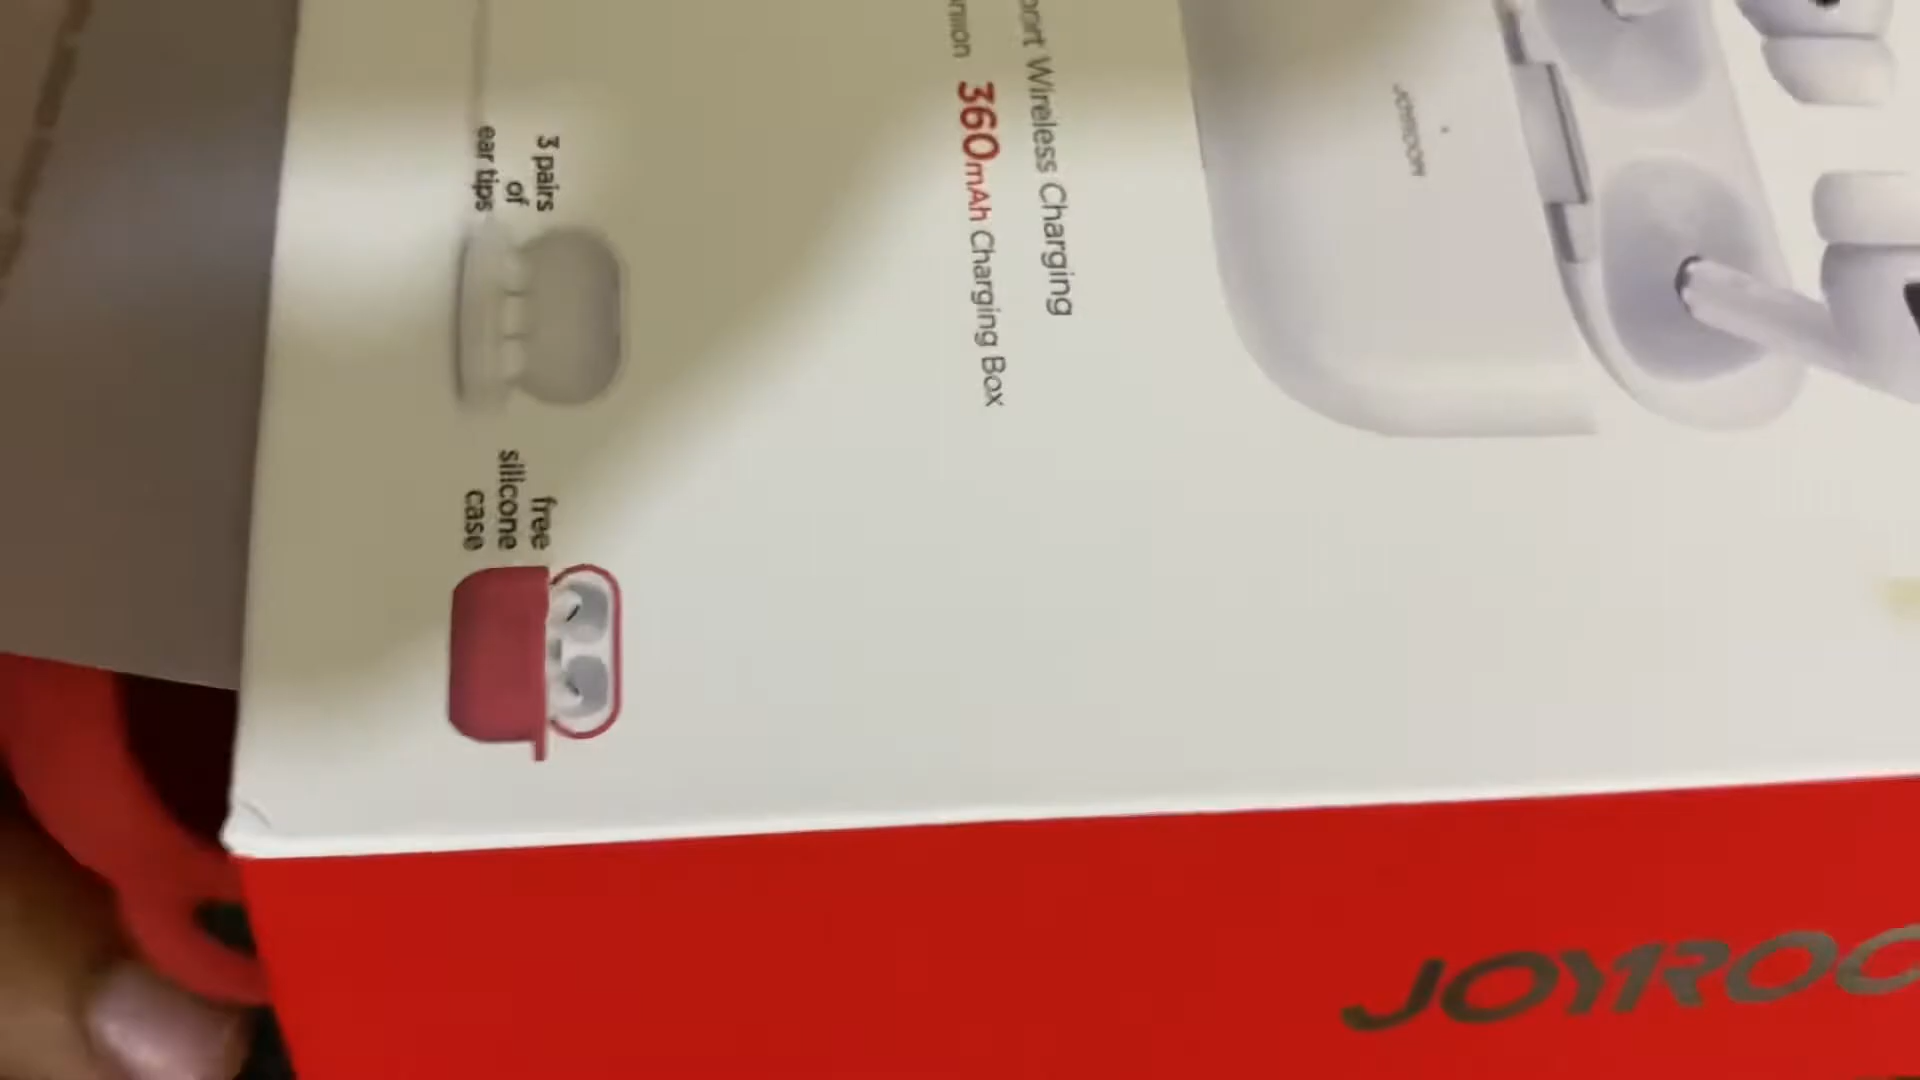 Wireless Charging
360mAh Charging Box
JOYROOM
3 pairs
of
ear tips
free
silicone
case